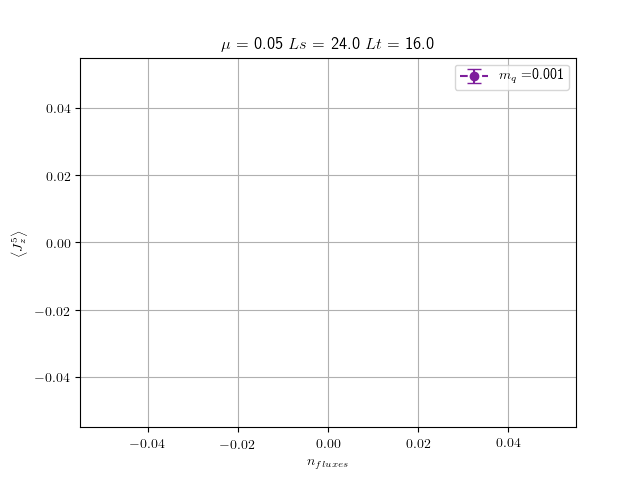 μ = 0.05 Ls = 24.0 Lt = 16.0
m_q =0.001
⟨J_z^5⟩
0.04
0.02
0.00
−0.02
−0.04
−0.04 −0.02 0.00 0.02 0.04
n_fluxes